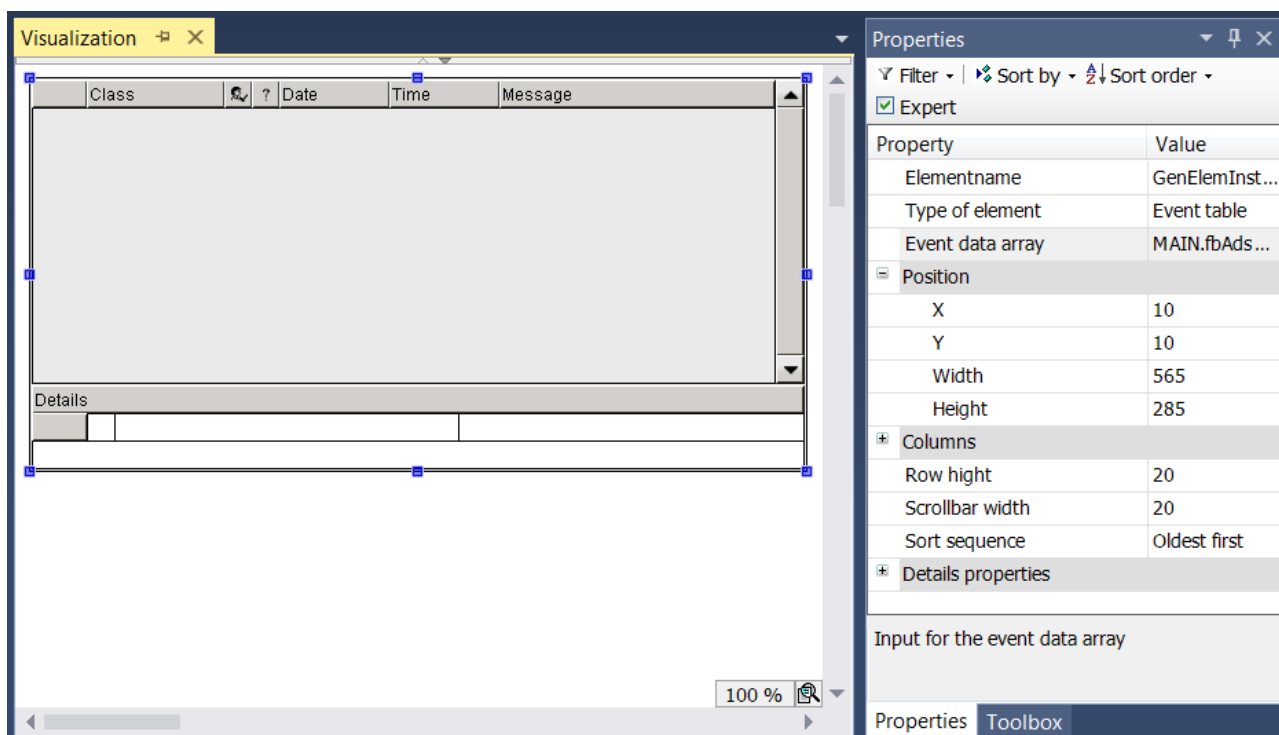 Visualization
Class ? Date Time Message
Details
100 %
Properties
Filter Sort by Sort order
Expert
Property Value
Elementname GenElemInst...
Type of element Event table
Event data array MAIN.fbAds...
Position
X 10
Y 10
Width 565
Height 285
Columns
Row hight 20
Scrollbar width 20
Sort sequence Oldest first
Details properties
Input for the event data array
Properties Toolbox